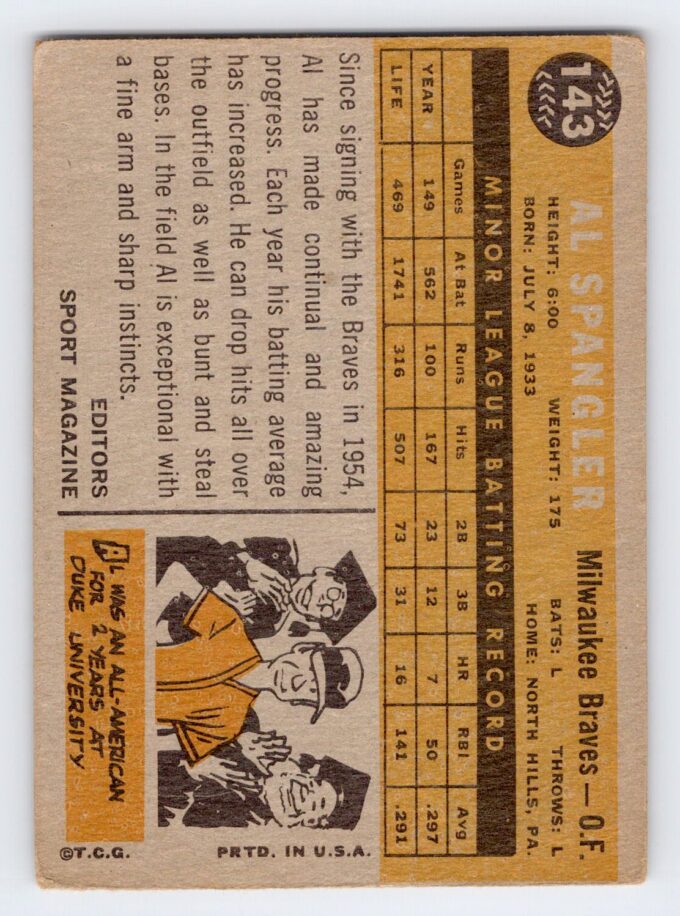 143
AL SPANGLER Milwaukee Braves — O.F.
HEIGHT: 6:00 WEIGHT: 175 BATS: L THROWS: L
BORN: JULY 8, 1933 HOME: NORTH HILLS, PA.
MINOR LEAGUE BATTING RECORD
Games At Bat Runs Hits 2B 3B HR RBI Avg
YEAR 149 562 100 167 23 12 7 50 .297
LIFE 469 1741 316 507 73 31 16 141 .291
Since signing with the Braves in 1954,
Al has made continual and amazing
progress. Each year his batting average
has increased. He can drop hits all over
the outfield as well as bunt and steal
bases. In the field Al is exceptional with
a fine arm and sharp instincts.
EDITORS
SPORT MAGAZINE
AL WAS AN ALL-AMERICAN
FOR 2 YEARS AT
DUKE UNIVERSITY
©T.C.G. PRTD. IN U.S.A.